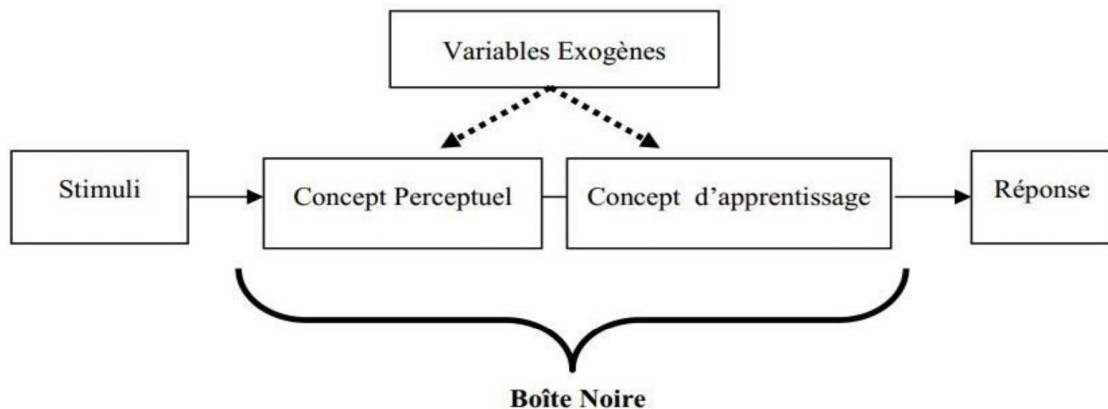 Variables Exogènes
Stimuli
Concept Perceptuel
Concept d’apprentissage
Réponse
Boîte Noire